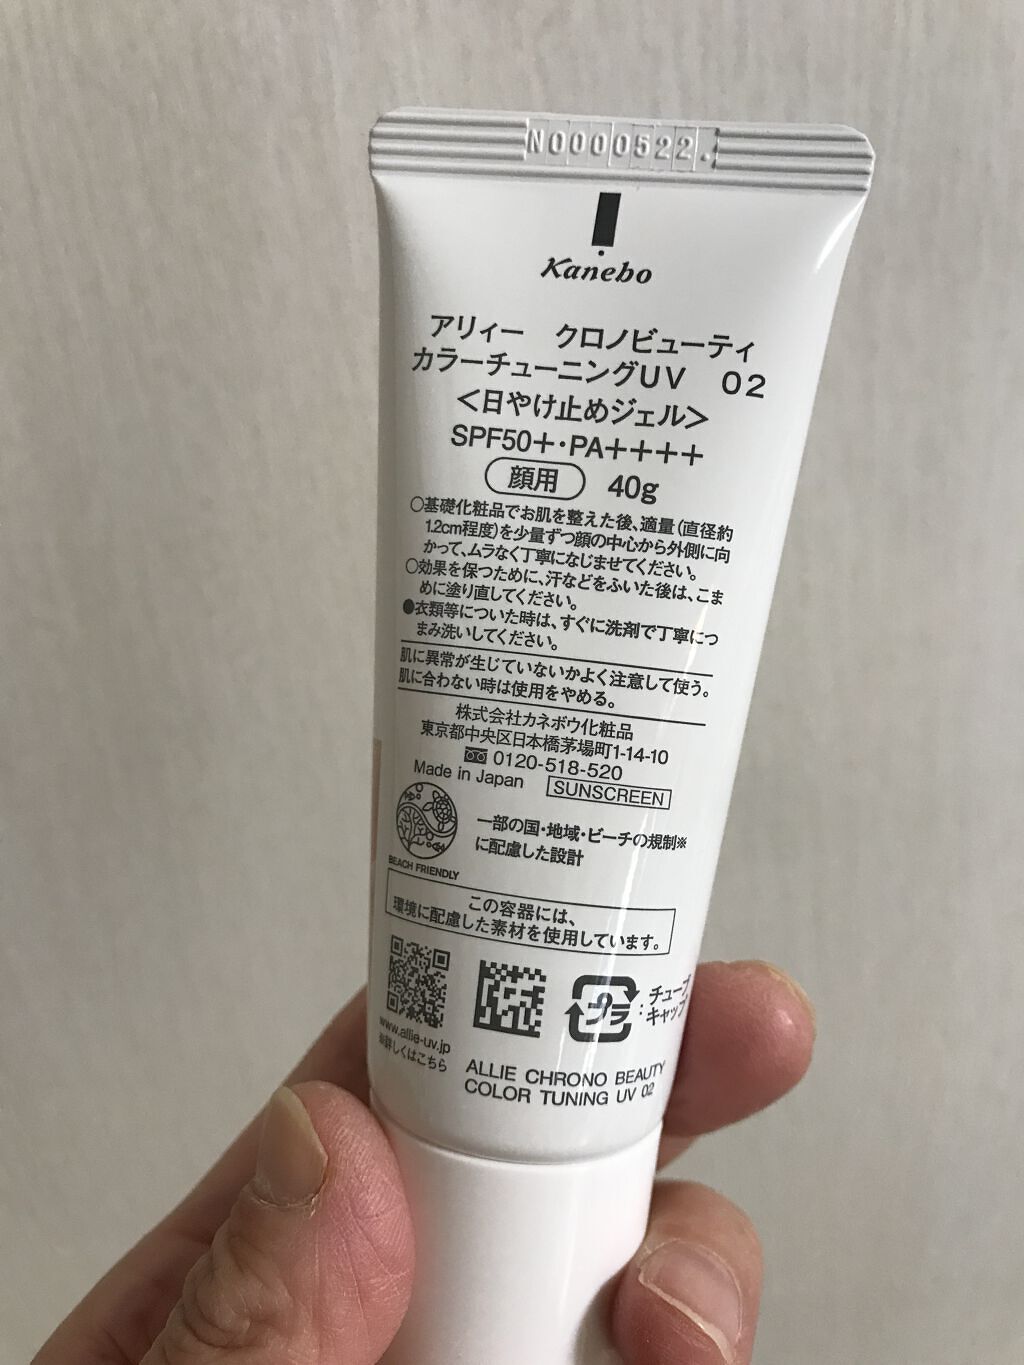 N0000522.
Kanebo
アリィー クロノビューティ
カラーチューニングUV 02
<日やけ止めジェル>
SPF50+・PA++++
顔用 40g
○基礎化粧品でお肌を整えた後、適量(直径約
1.2cm程度)を少量ずつ顔の中心から外側に向
かって、ムラなく丁寧になじませてください。
○効果を保つために、汗などをふいた後は、こま
めに塗り直してください。
●衣類等についた時は、すぐに洗剤で丁寧につ
まみ洗いしてください。
肌に異常が生じていないかよく注意して使う。
肌に合わない時は使用をやめる。
株式会社カネボウ化粧品
東京都中央区日本橋茅場町1-14-10
0120-518-520
Made in Japan SUNSCREEN
一部の国・地域・ビーチの規制※
に配慮した設計
BEACH FRIENDLY
この容器には、
環境に配慮した素材を使用しています。
プラ
:チューブ
キャップ
www.allie-uv.jp
※詳しくはこちら
ALLIE CHRONO BEAUTY
COLOR TUNING UV 02